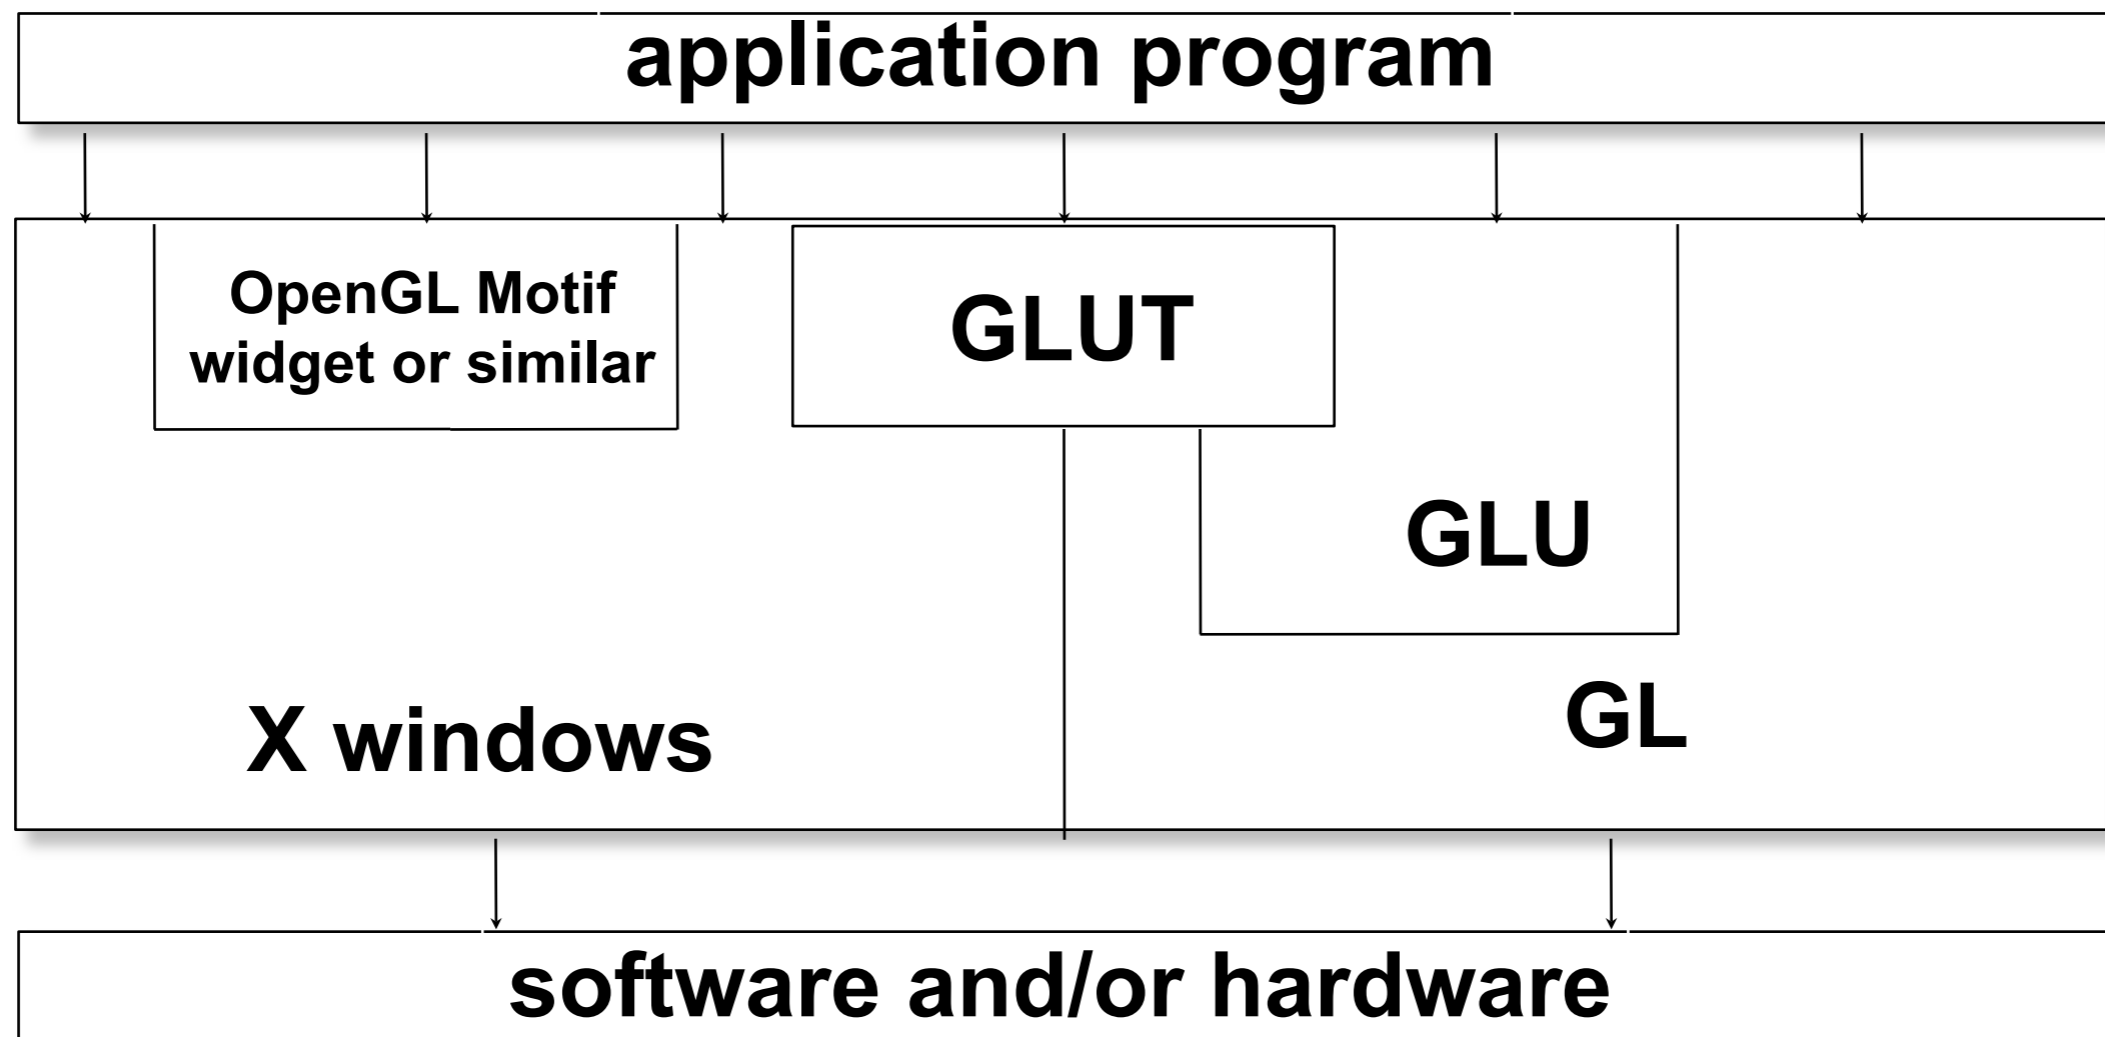 application program
OpenGL Motif
widget or similar
GLUT
GLU
GL
X windows
software and/or hardware